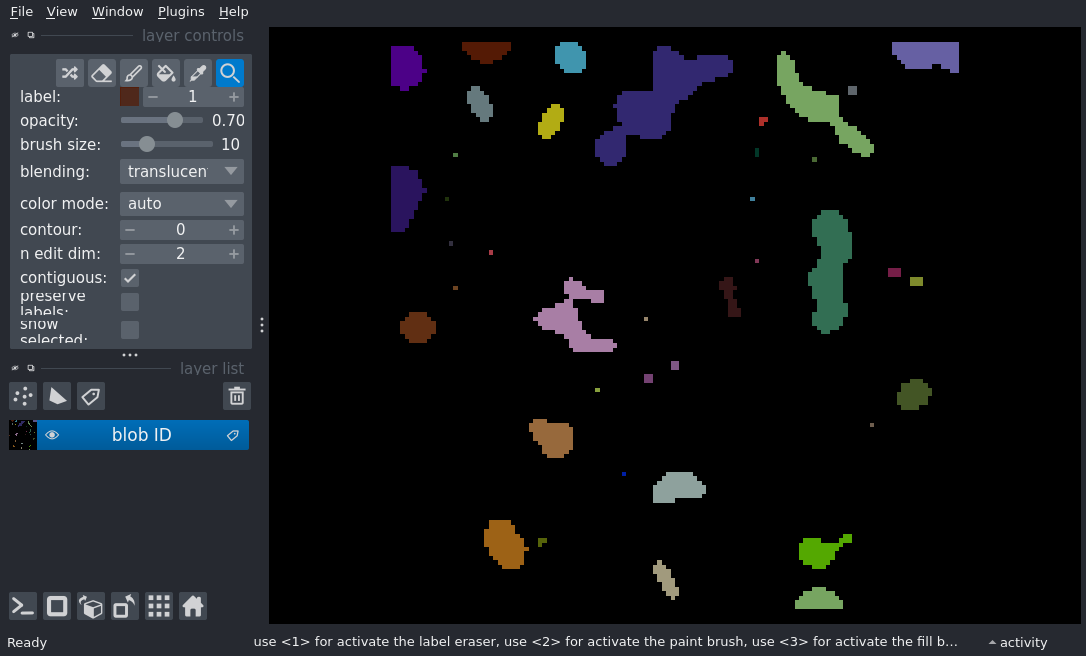 File View Window Plugins Help
layer controls
label: 1
opacity: 0.70
brush size: 10
blending: translucen
color mode: auto
contour: 0
n edit dim: 2
contiguous:
preserve
labels:
show
selected:
layer list
blob ID
Ready use <1> for activate the label eraser, use <2> for activate the paint brush, use <3> for activate the fill b... activity